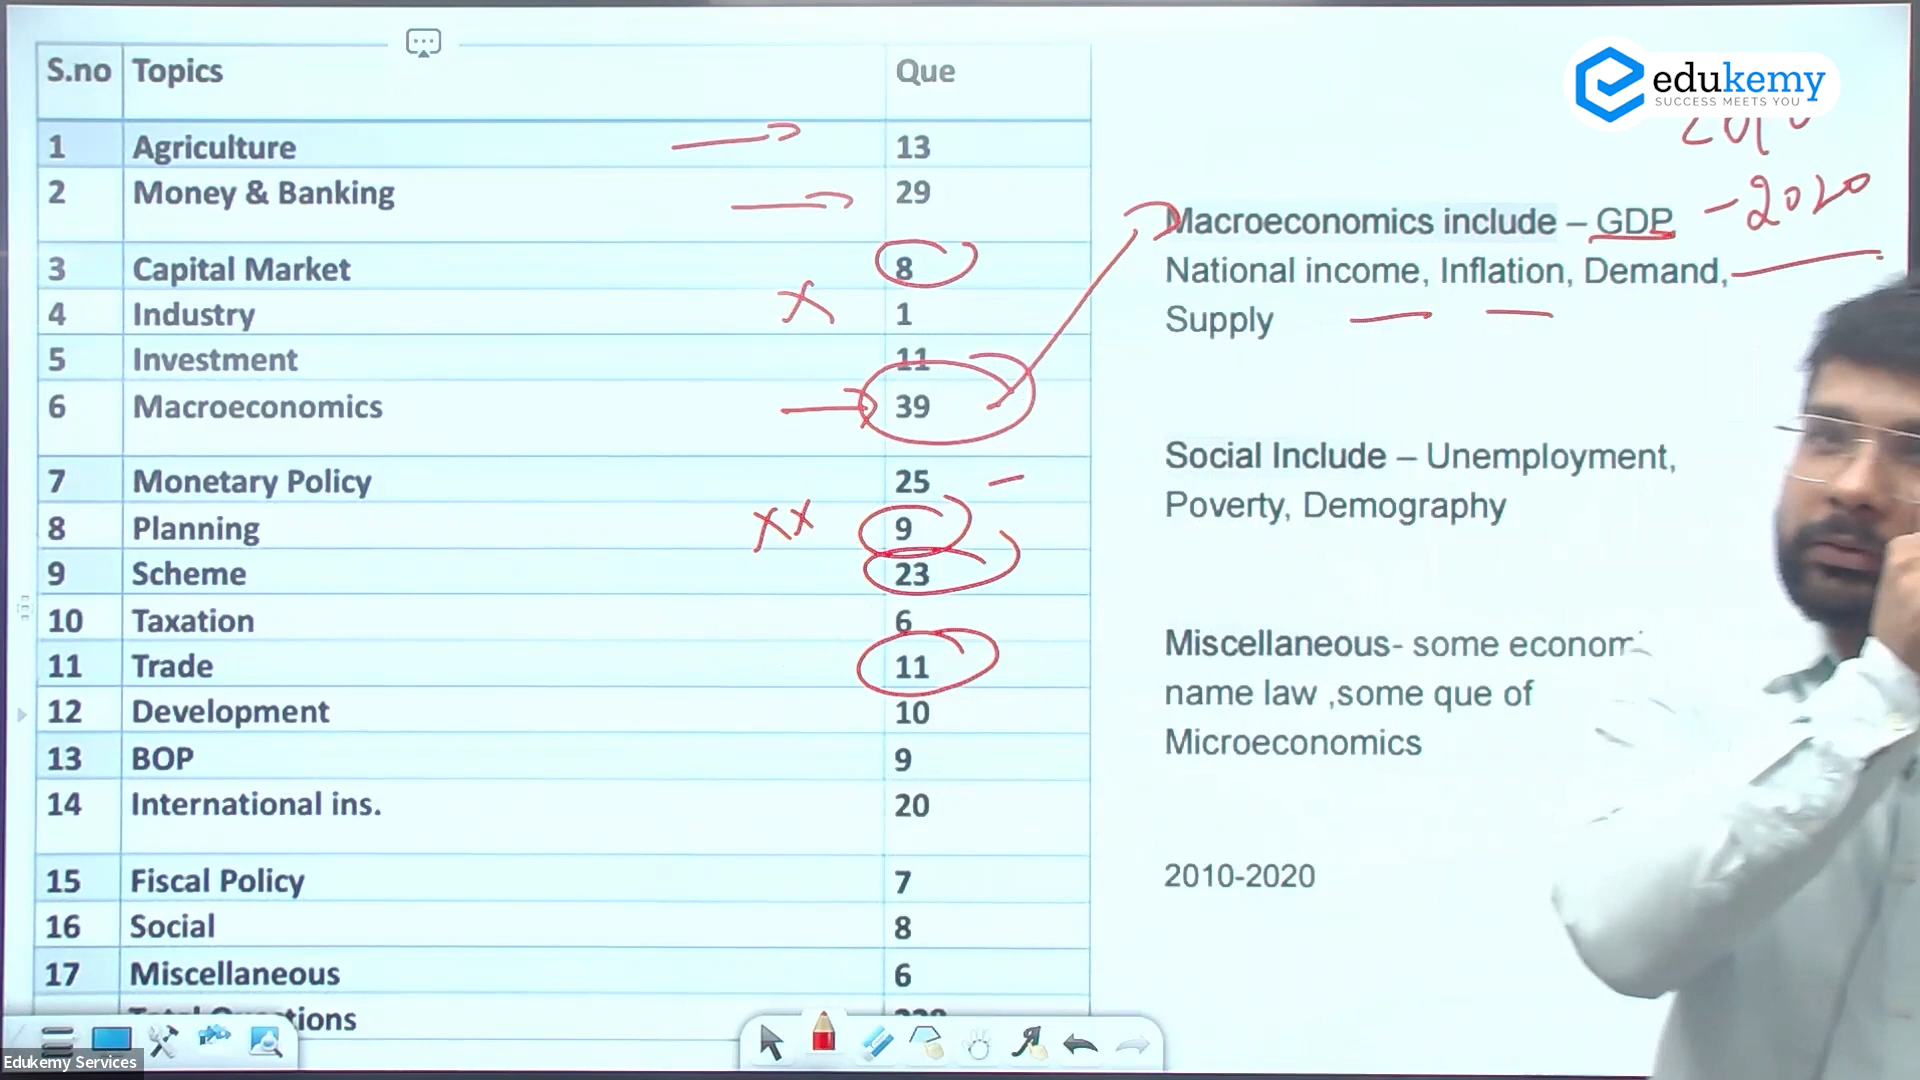 S.no Topics Que
1 Agriculture 13
2 Money & Banking 29
3 Capital Market 8
4 Industry 1
5 Investment 11
6 Macroeconomics 39
7 Monetary Policy 25
8 Planning 9
9 Scheme 23
10 Taxation 6
11 Trade 11
12 Development 10
13 BOP 9
14 International ins. 20
15 Fiscal Policy 7
16 Social 8
17 Miscellaneous 6
edukemy
SUCCESS MEETS YOU
- 2020
Macroeconomics include – GDP
National income, Inflation, Demand,
Supply
Social Include – Unemployment,
Poverty, Demography
Miscellaneous- some
name law ,some que of
Microeconomics
2010-2020
Edukemy Services